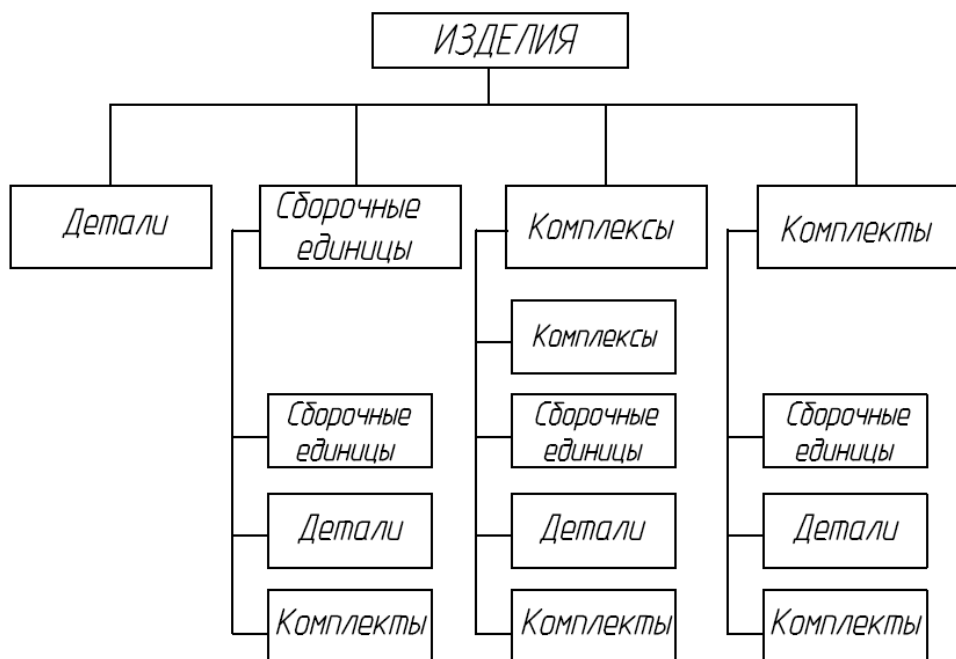 ИЗДЕЛИЯ
Детали
Сборочные
единицы
Комплексы
Комплекты
Комплексы
Сборочные
единицы
Сборочные
единицы
Сборочные
единицы
Детали
Детали
Детали
Комплекты
Комплекты
Комплекты